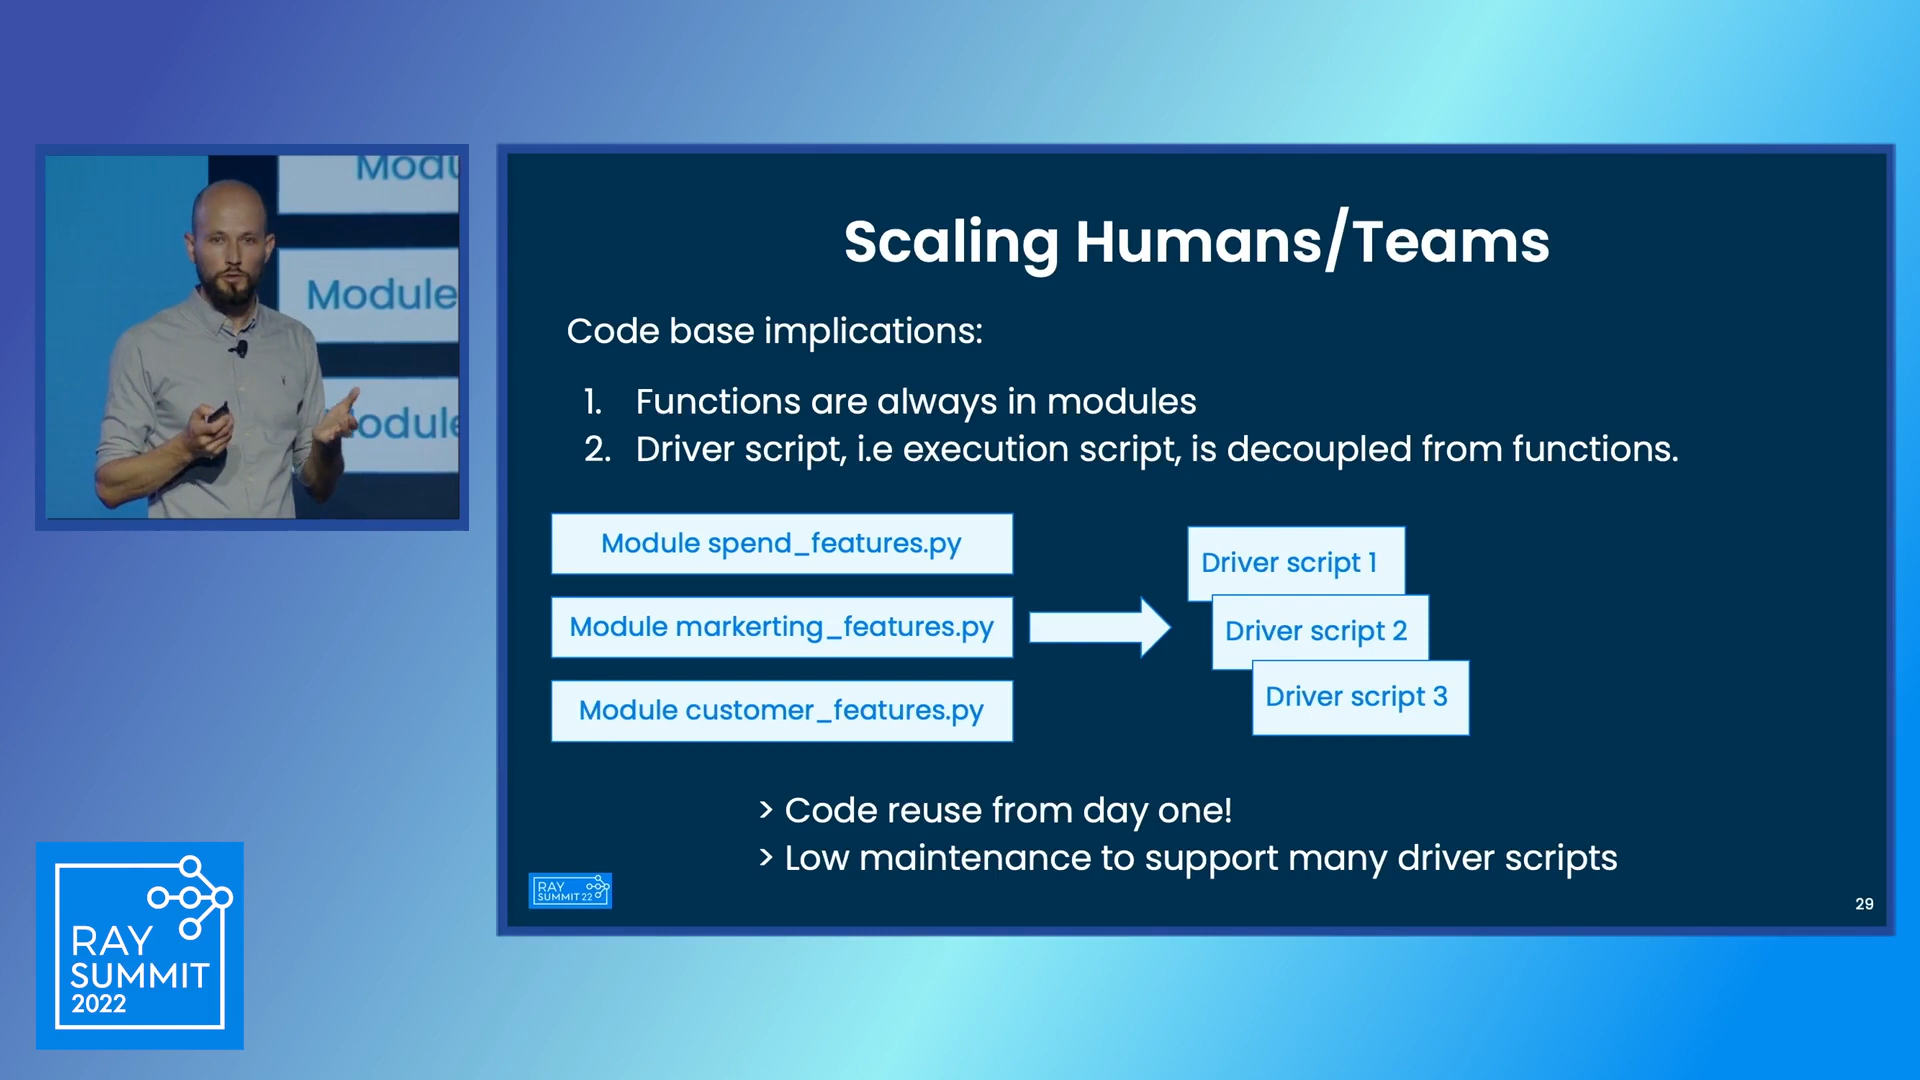 Modu
Module
odule
Scaling Humans/Teams
Code base implications:
1. Functions are always in modules
2. Driver script, i.e execution script, is decoupled from functions.
Module spend_features.py
Module markerting_features.py
Module customer_features.py
Driver script 1
Driver script 2
Driver script 3
> Code reuse from day one!
> Low maintenance to support many driver scripts
RAY
SUMMIT 22
29
RAY
SUMMIT
2022